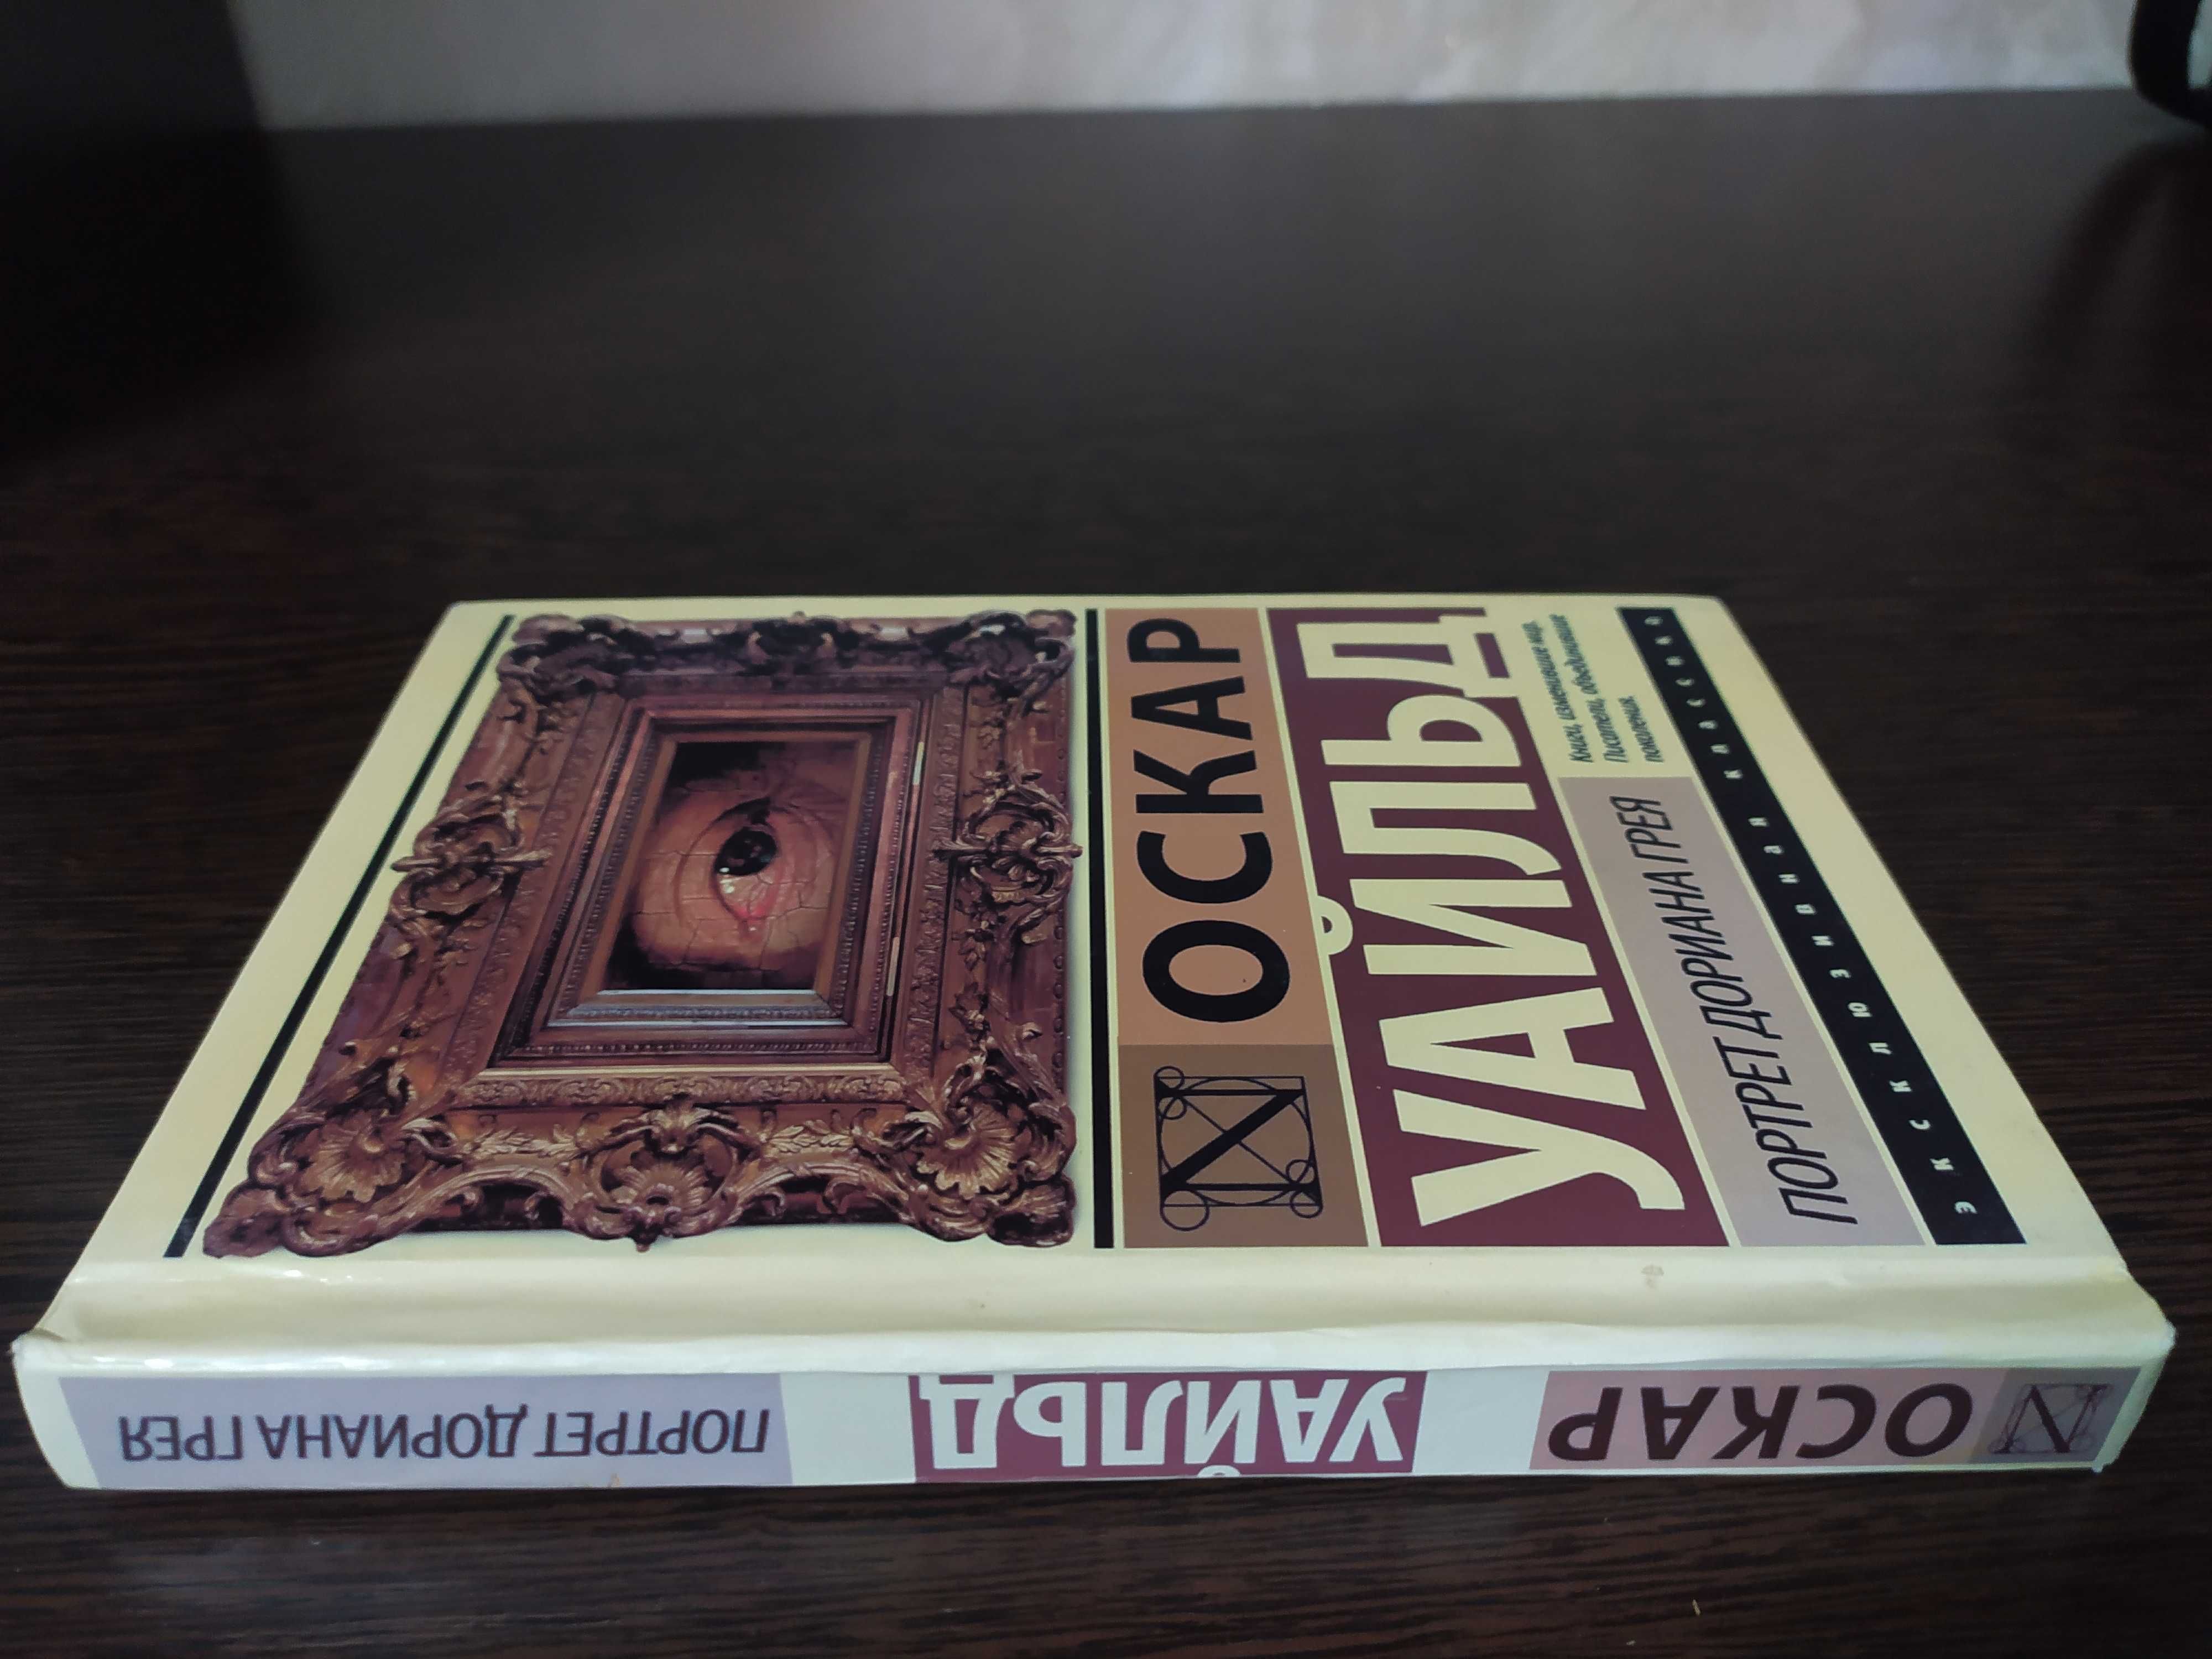 ОСКАР
УАЙЛЬД
Книги, изменившие мир.
Писатели, объединившие
поколения.
ПОРТРЕТ ДОРИАНА ГРЕЯ
эксклюзивная классика
ОСКАР
УАЙЛЬД
ПОРТРЕТ ДОРИАНА ГРЕЯ